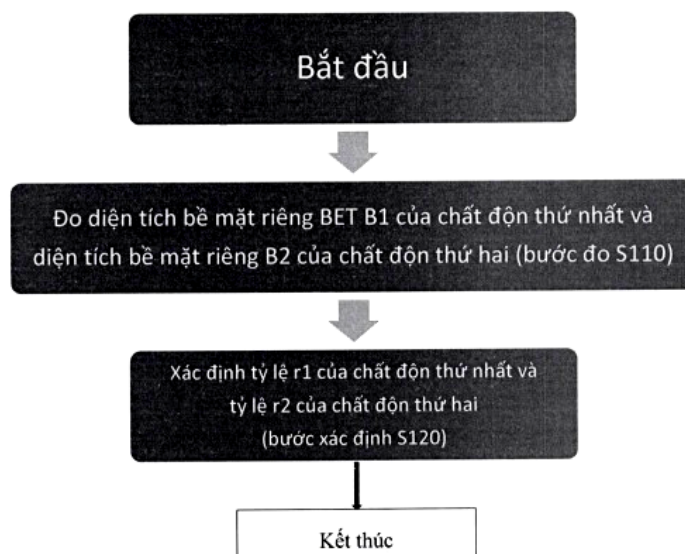 Bắt đầu
Đo diện tích bề mặt riêng BET B1 của chất độn thứ nhất và
diện tích bề mặt riêng B2 của chất độn thứ hai (bước đo S110)
Xác định tỷ lệ r1 của chất độn thứ nhất và
tỷ lệ r2 của chất độn thứ hai
(bước xác định S120)
Kết thúc